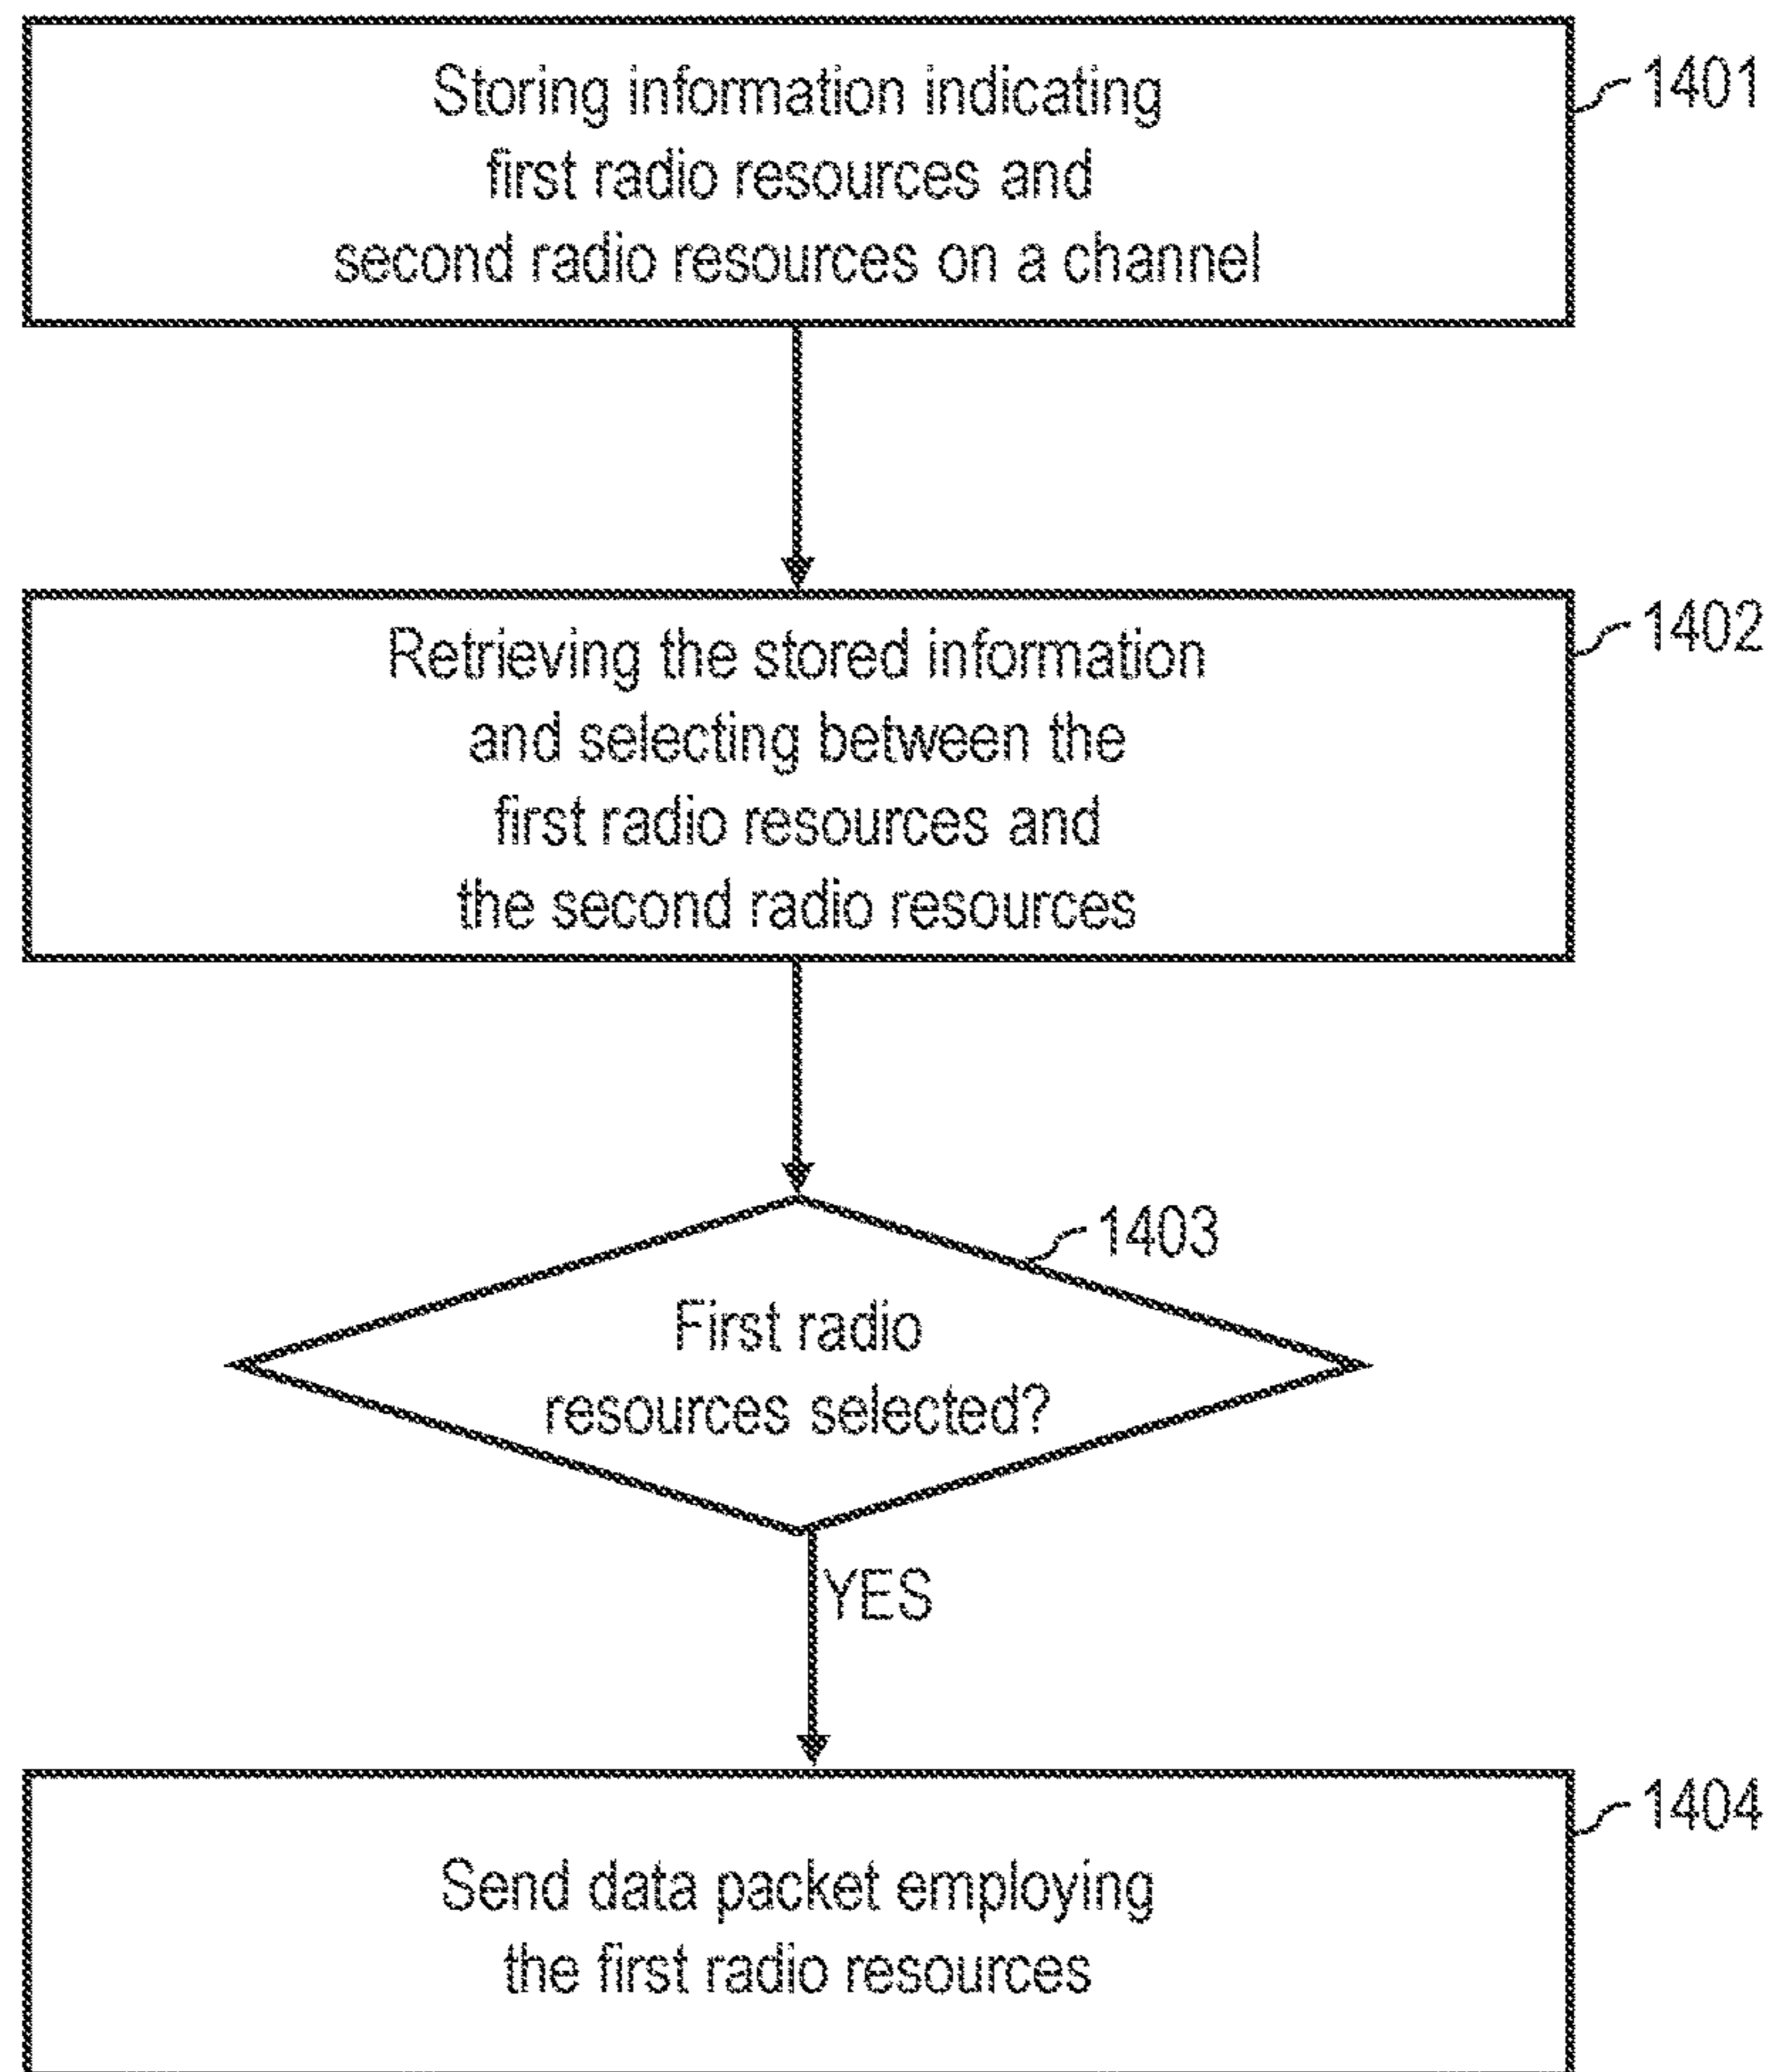 Storing information indicating
first radio resources and
second radio resources on a channel
1401
Retrieving the stored information
and selecting between the
first radio resources and
the second radio resources
1402
1403
First radio
resources selected?
YES
1404
Send data packet employing
the first radio resources